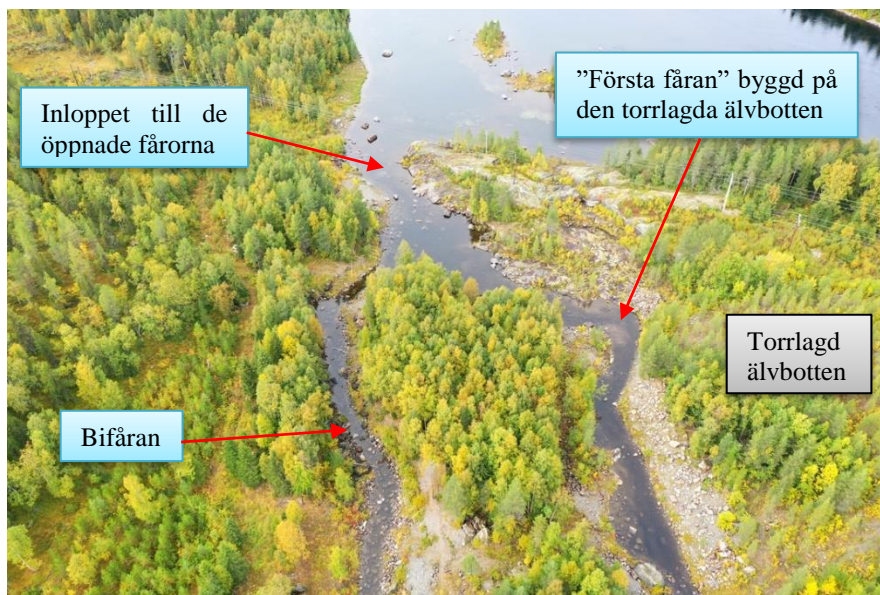 Inloppet till de
öppnade fårorna
”Första fåran” byggd på
den torrlagda älvbotten
Torrlagd
älvbotten
Bifåran